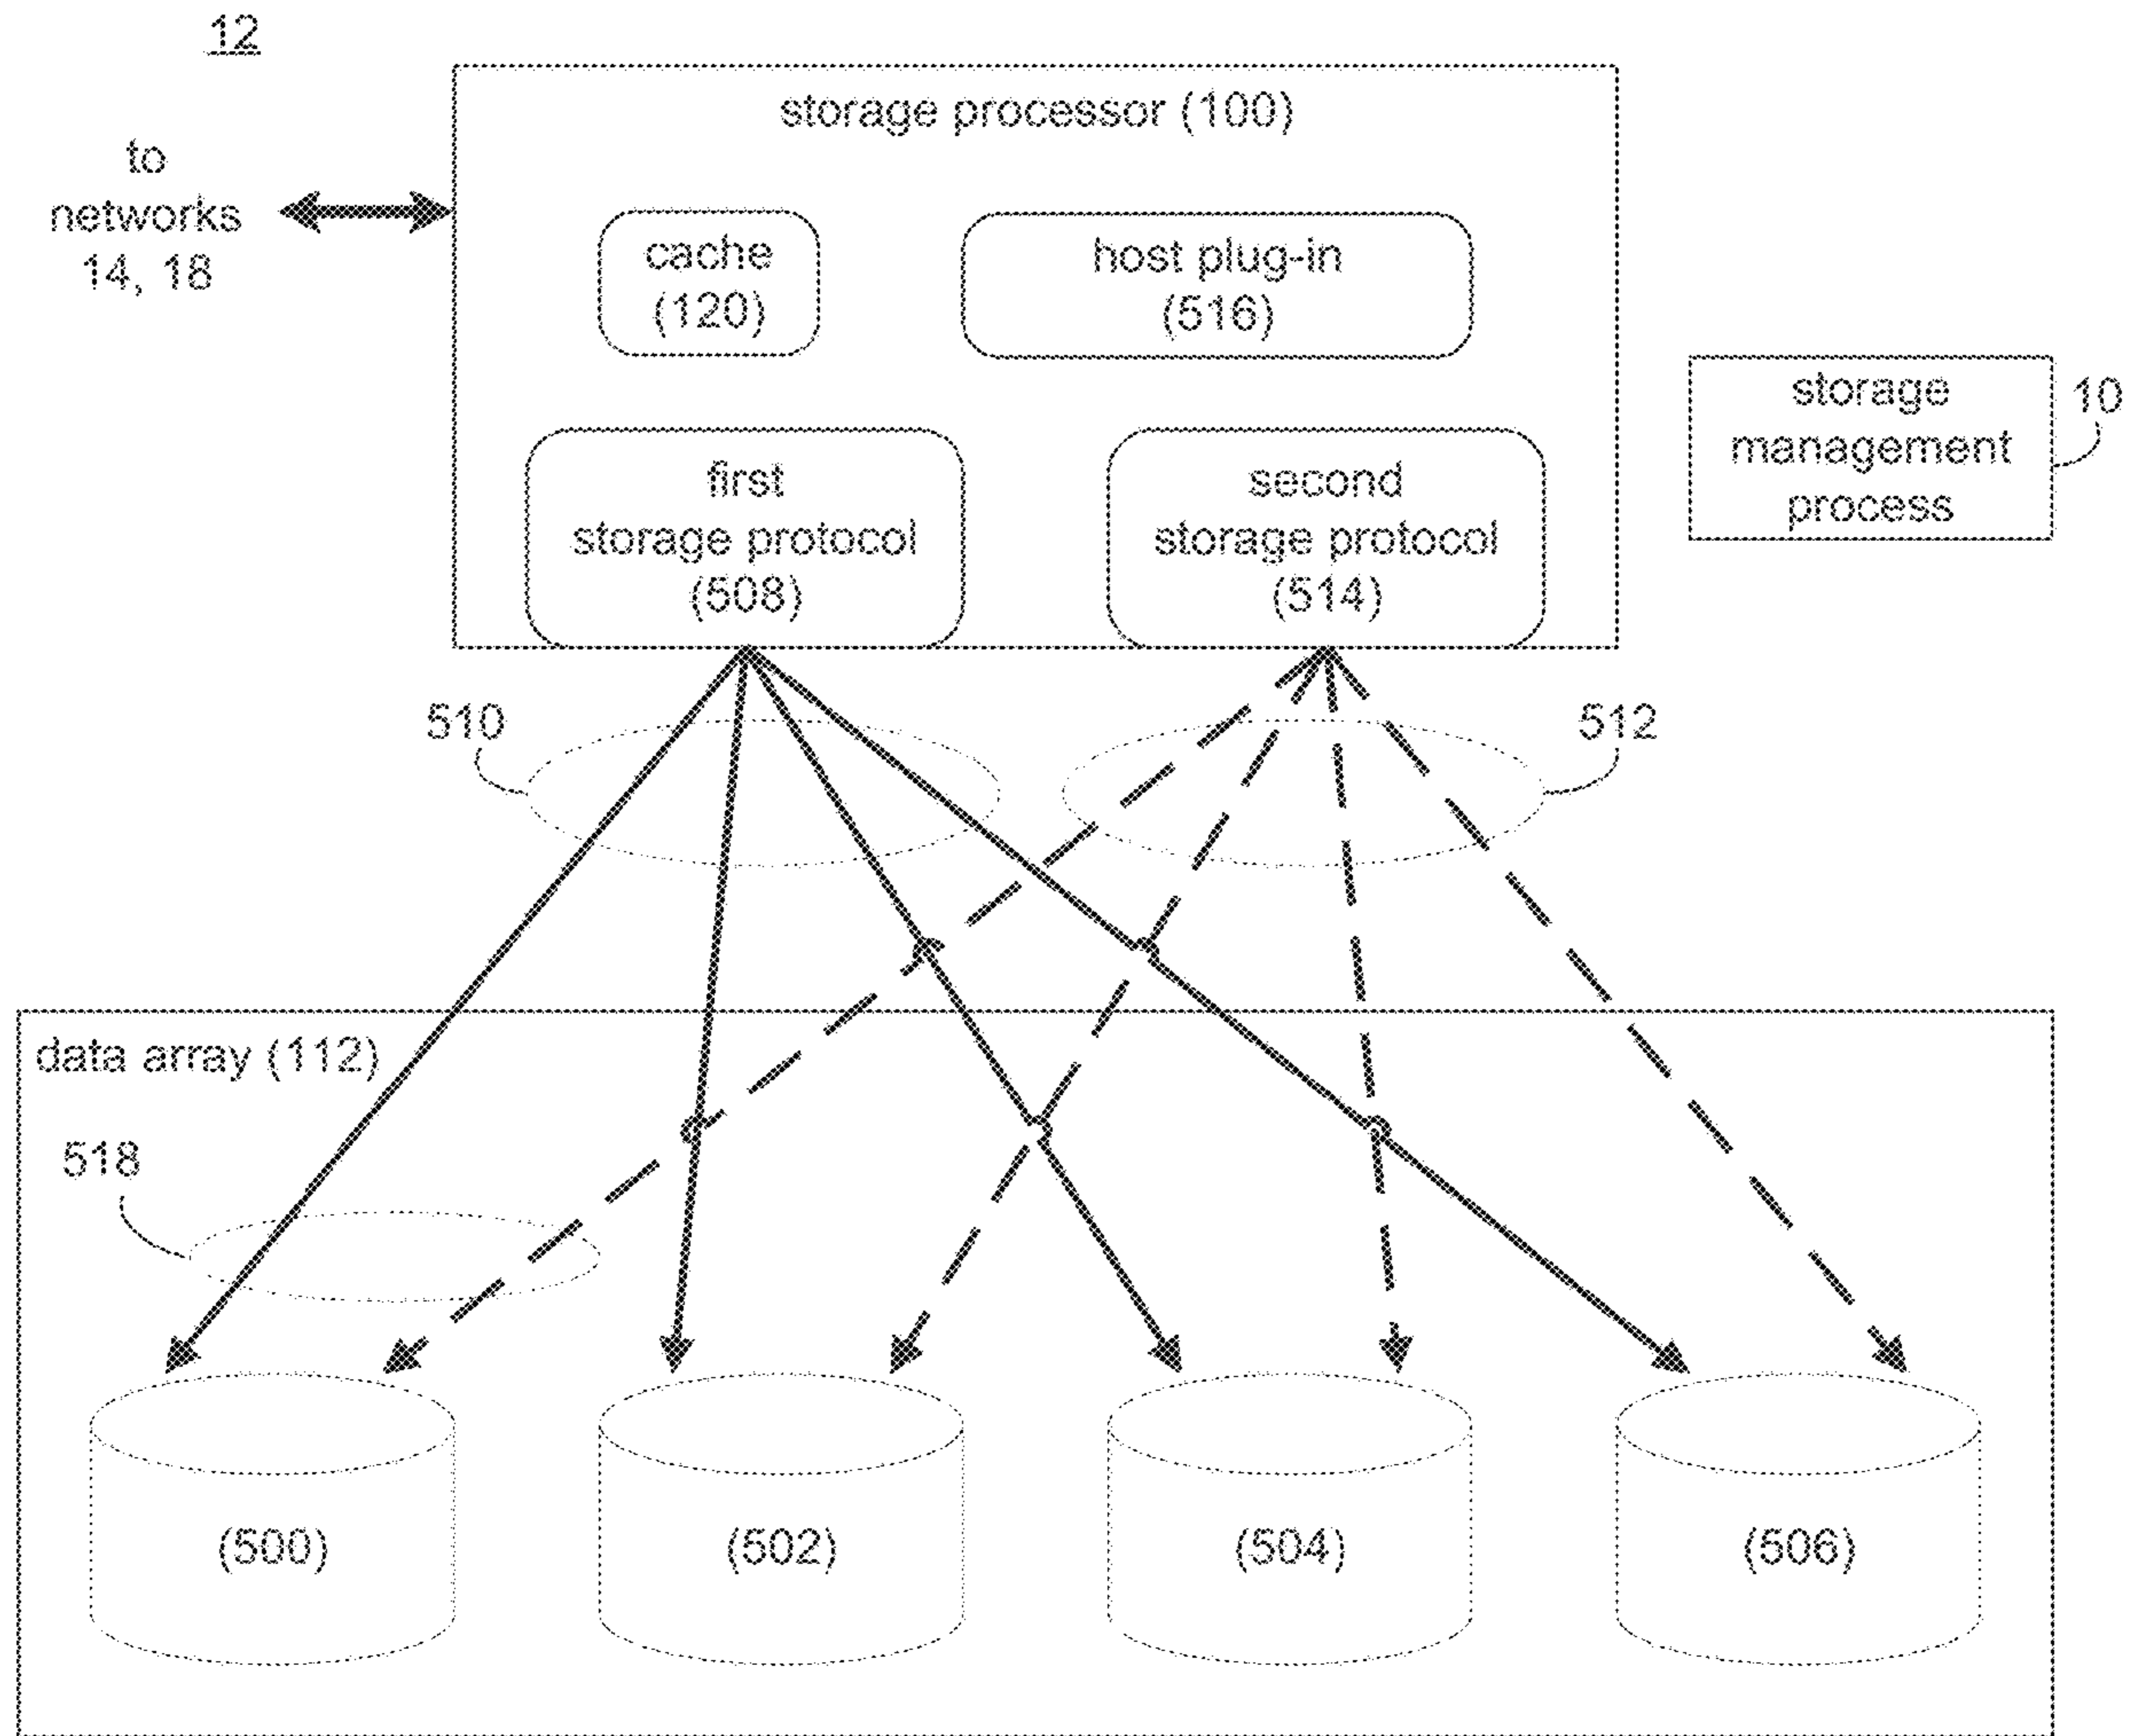 12
storage processor (100)
to
networks
14, 18
cache
(120)
host plug-in
(516)
storage
management
process
10
first
storage protocol
(508)
second
storage protocol
(514)
510
512
data array (112)
518
(500)
(502)
(504)
(506)